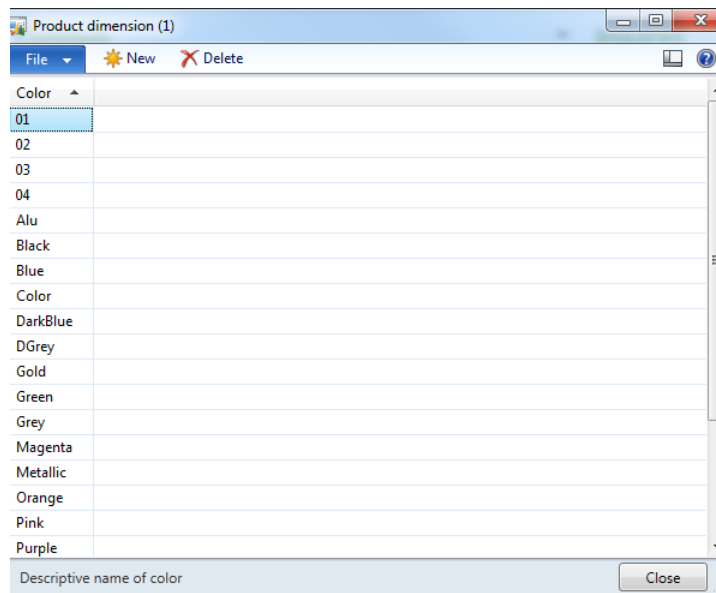 Product dimension (1)
File New Delete
Color
01
02
03
04
Alu
Black
Blue
Color
DarkBlue
DGrey
Gold
Green
Grey
Magenta
Metallic
Orange
Pink
Purple
Descriptive name of color Close